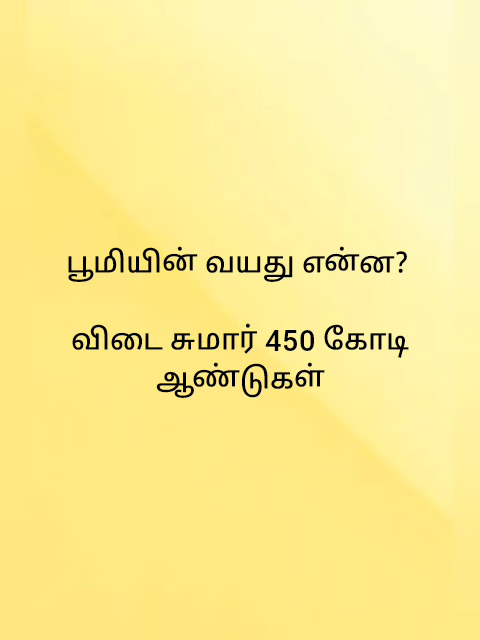 பூமியின் வயது என்ன?
விடை சுமார் 450 கோடி
ஆண்டுகள்